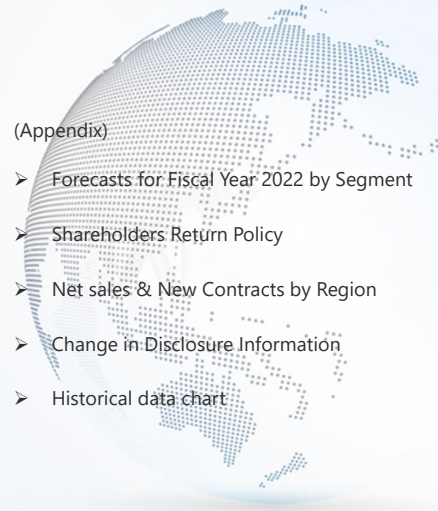 (Appendix)
➢ Forecasts for Fiscal Year 2022 by Segment
➢ Shareholders Return Policy
➢ Net sales & New Contracts by Region
➢ Change in Disclosure Information
➢ Historical data chart